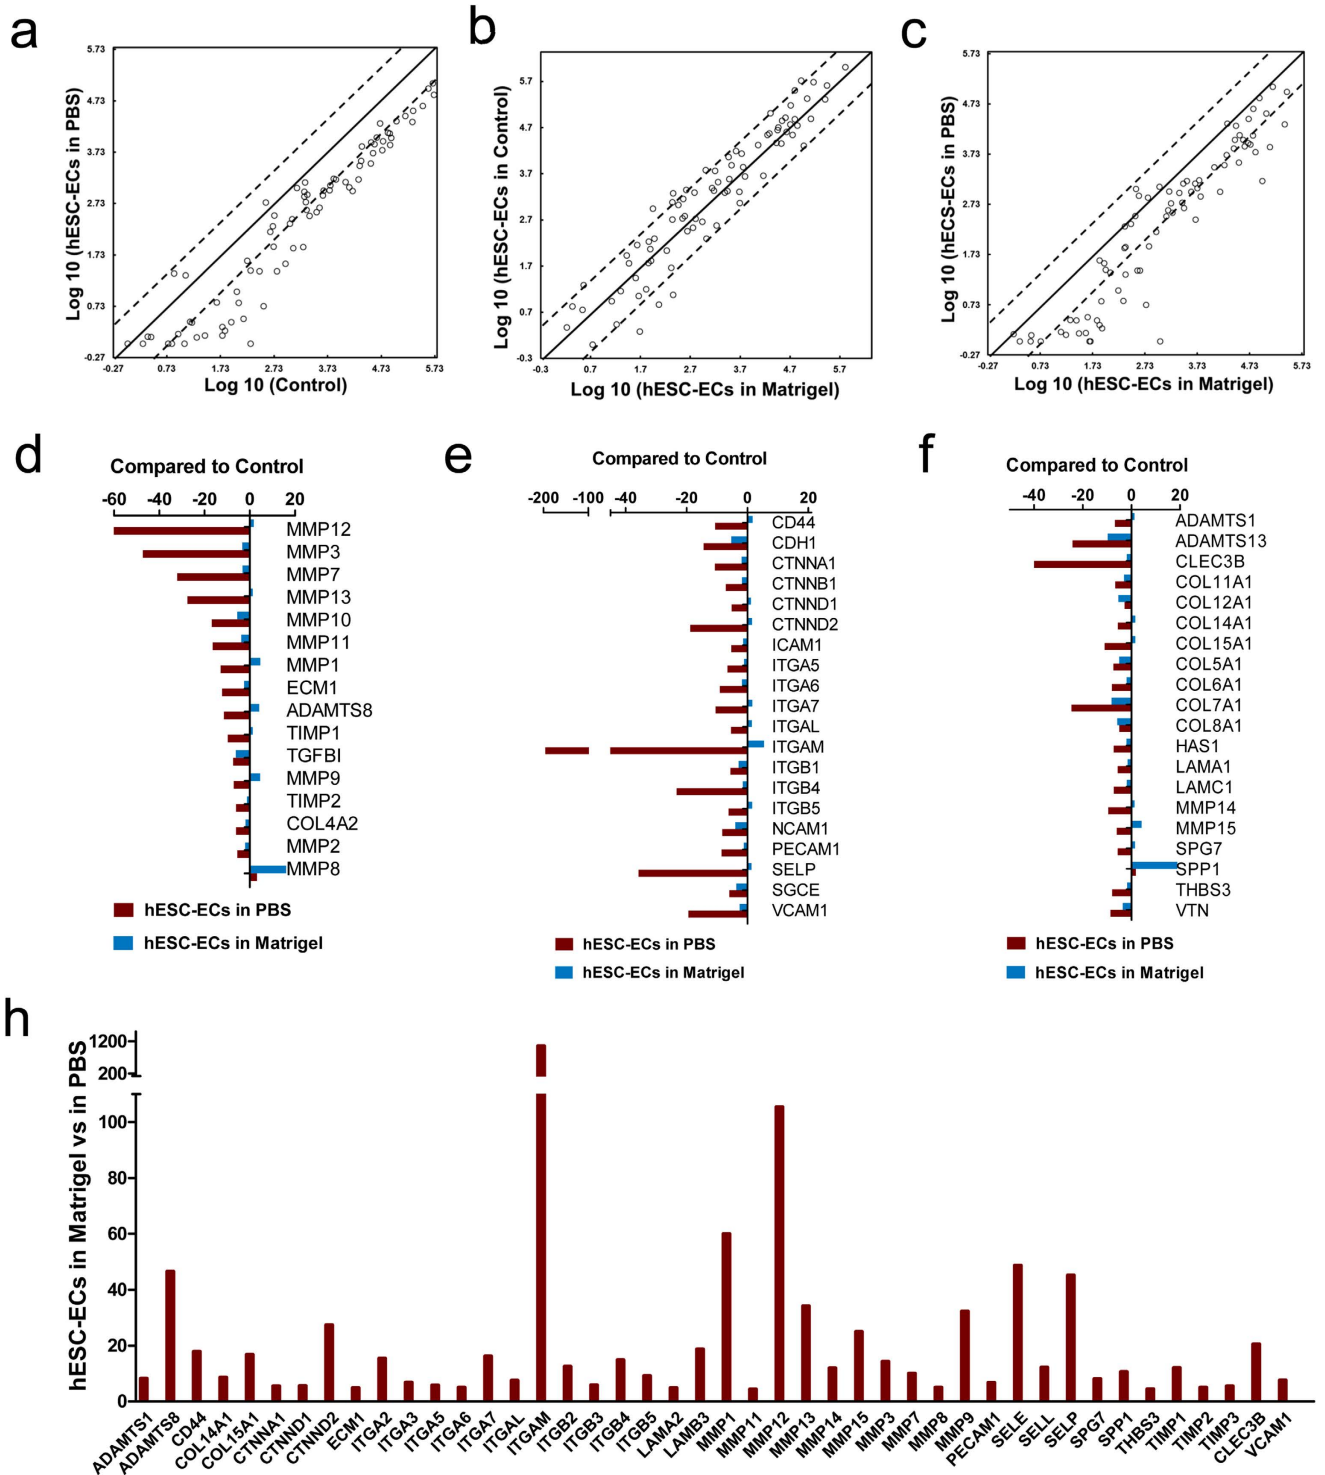 a
5.73
4.73
3.73
2.73
1.73
0.73
-0.27
-0.27 0.73 1.73 2.73 3.73 4.73 5.73
Log 10 (hESC-ECs in PBS)
Log 10 (Control)
b
5.7
4.7
3.7
2.7
1.7
0.7
-0.3
-0.3 0.7 1.7 2.7 3.7 4.7 5.7
Log 10 (hESC-ECs in Control)
Log 10 (hESC-ECs in Matrigel)
c
5.73
4.73
3.73
2.73
1.73
0.73
-0.27
-0.27 0.73 1.73 2.73 3.73 4.73 5.73
Log 10 (hECS-ECs in PBS)
Log 10 (hESC-ECs in Matrigel)
d
Compared to Control
-60 -40 -20 0 20
MMP12
MMP3
MMP7
MMP13
MMP10
MMP11
MMP1
ECM1
ADAMTS8
TIMP1
TGFBI
MMP9
TIMP2
COL4A2
MMP2
MMP8
hESC-ECs in PBS
hESC-ECs in Matrigel
e
Compared to Control
-200 -100 -40 -20 0 20
CD44
CDH1
CTNNA1
CTNNB1
CTNND1
CTNND2
ICAM1
ITGA5
ITGA6
ITGA7
ITGAL
ITGAM
ITGB1
ITGB4
ITGB5
NCAM1
PECAM1
SELP
SGCE
VCAM1
hESC-ECs in PBS
hESC-ECs in Matrigel
f
Compared to Control
-40 -20 0 20
ADAMTS1
ADAMTS13
CLEC3B
COL11A1
COL12A1
COL14A1
COL15A1
COL5A1
COL6A1
COL7A1
COL8A1
HAS1
LAMA1
LAMC1
MMP14
MMP15
SPG7
SPP1
THBS3
VTN
hESC-ECs in PBS
hESC-ECs in Matrigel
h
hESC-ECs in Matrigel vs in PBS
1200
200
100
80
60
40
20
0
ADAMTS1
ADAMTS8
CD44
COL14A1
COL15A1
CTNNA1
CTNND1
CTNND2
ECM1
ITGA2
ITGA3
ITGA5
ITGA6
ITGA7
ITGAL
ITGAM
ITGB2
ITGB3
ITGB4
ITGB5
LAMA2
LAMB3
MMP1
MMP11
MMP12
MMP13
MMP14
MMP15
MMP3
MMP7
MMP8
MMP9
PECAM1
SELE
SELL
SELP
SPG7
SPP1
THBS3
TIMP1
TIMP2
TIMP3
CLEC3B
VCAM1